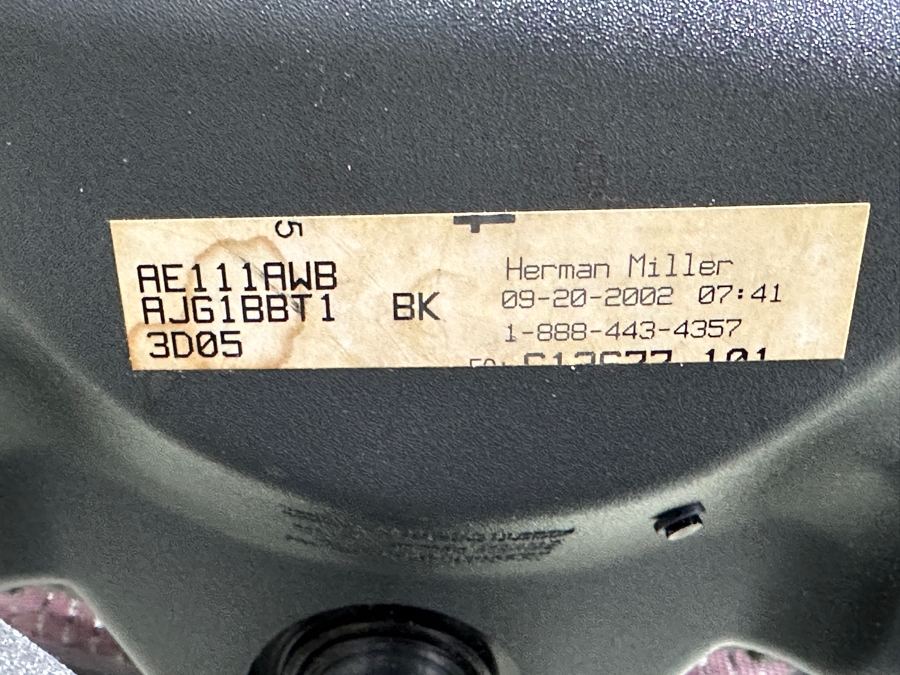 5
AE111AWB
AJG1BBT1 BK
3D05
Herman Miller
09-20-2002 07:41
1-888-443-4357